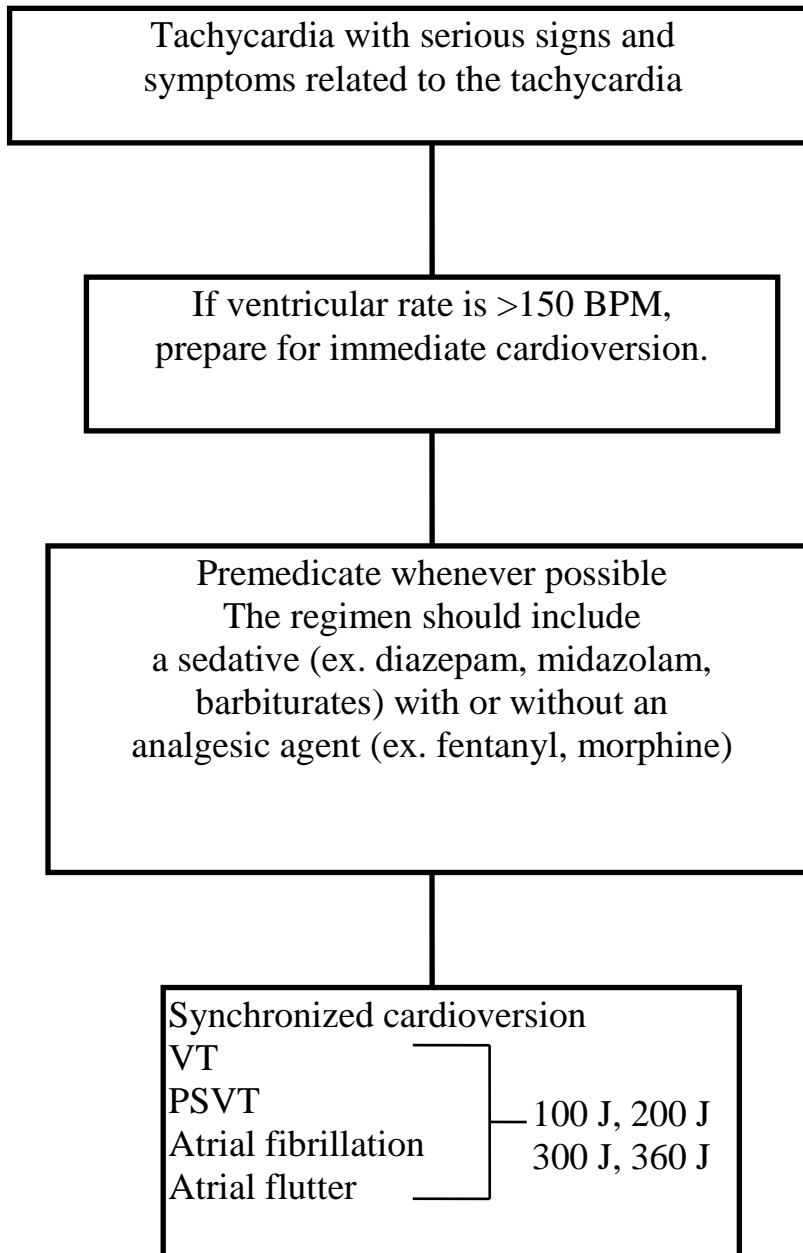 Tachycardia with serious signs and
symptoms related to the tachycardia
If ventricular rate is >150 BPM,
prepare for immediate cardioversion.
Premedicate whenever possible
The regimen should include
a sedative (ex. diazepam, midazolam,
barbiturates) with or without an
analgesic agent (ex. fentanyl, morphine)
Synchronized cardioversion
VT
PSVT
Atrial fibrillation
Atrial flutter
100 J, 200 J
300 J, 360 J